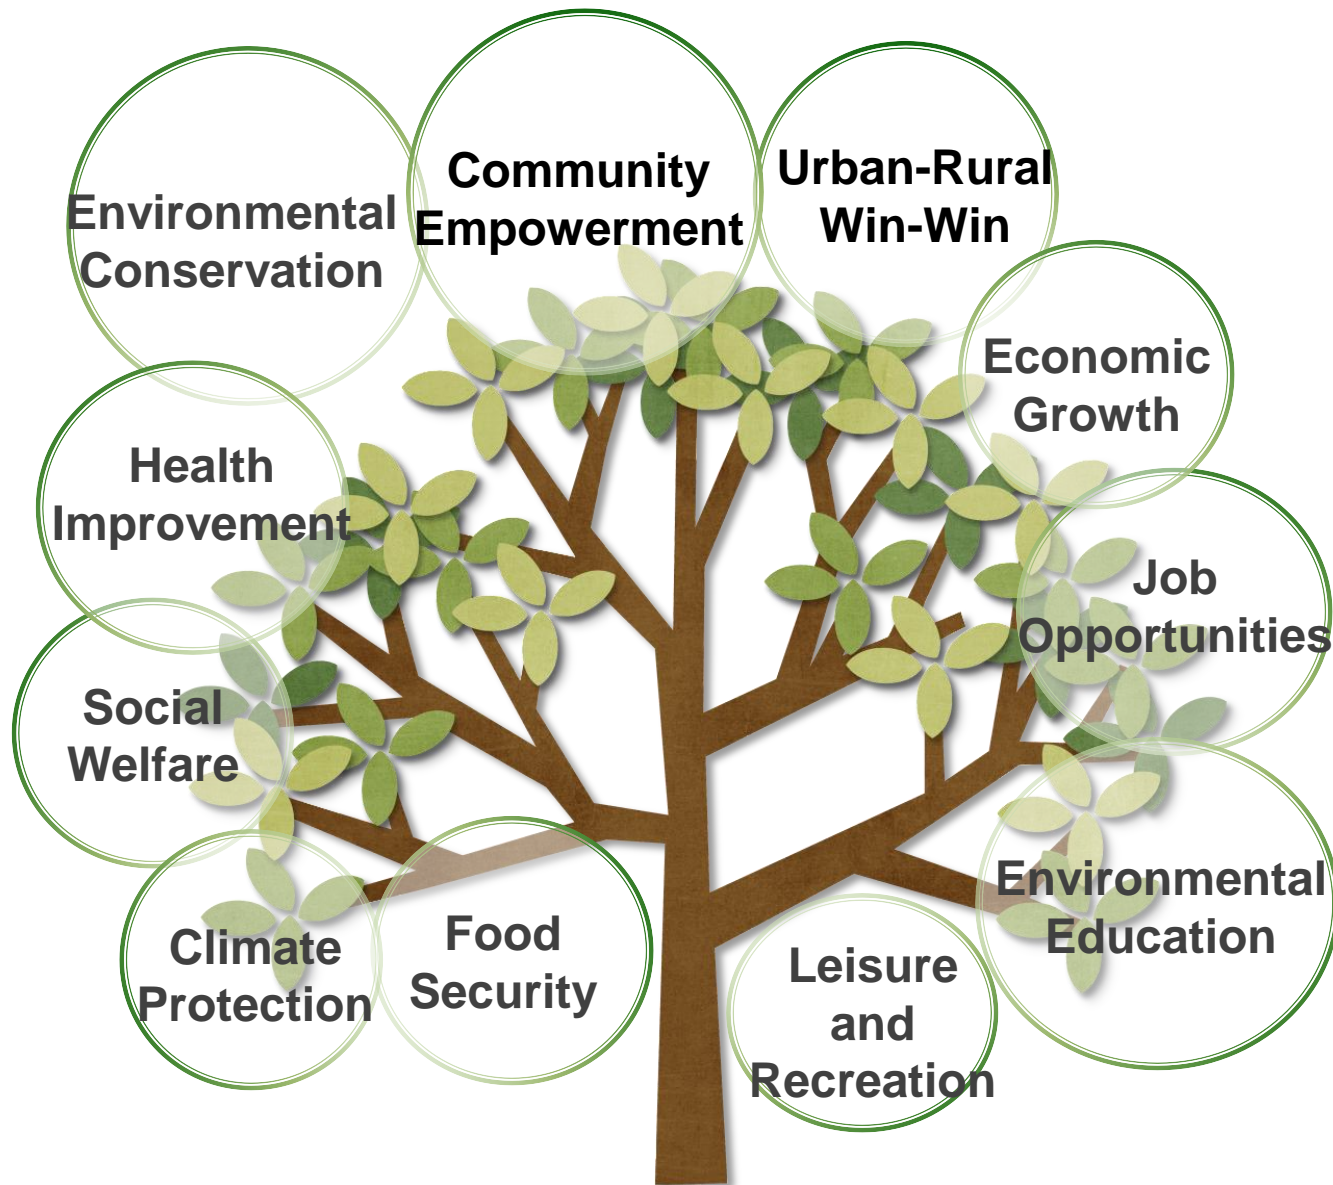 Community
Empowerment
Urban-Rural
Win-Win
Environmental
Conservation
Economic
Growth
Health
Improvement
Job
Opportunities
Social
Welfare
Environmental
Education
Climate
Protection
Food
Security
Leisure
and
Recreation